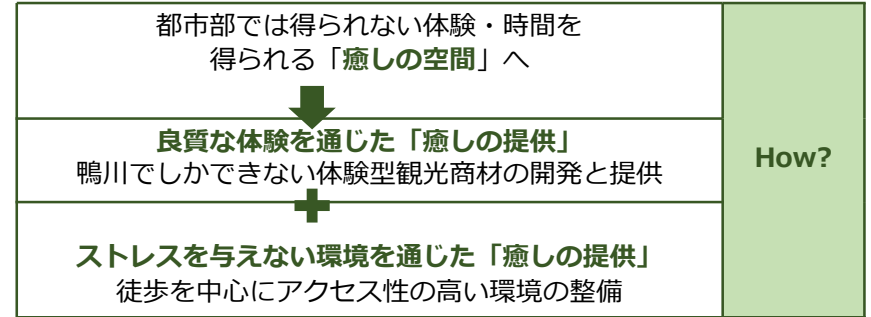 都市部では得られない体験・時間を
得られる「癒しの空間」へ
良質な体験を通じた「癒しの提供」
鴨川でしかできない体験型観光商材の開発と提供
ストレスを与えない環境を通じた「癒しの提供」
徒歩を中心にアクセス性の高い環境の整備
How?